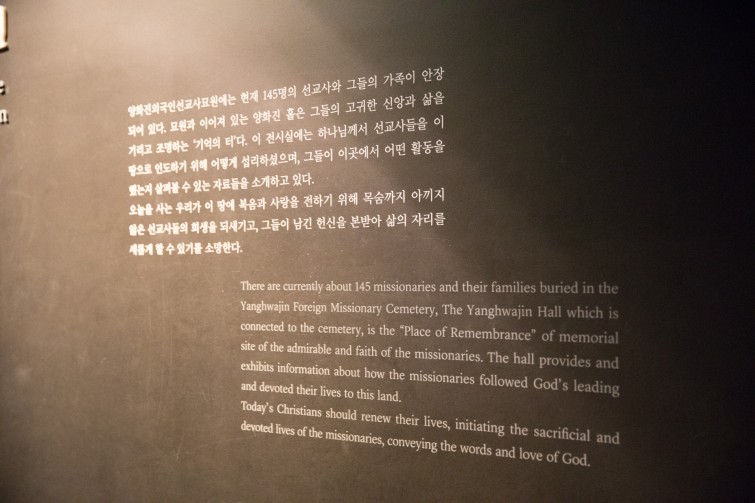 양화진외국인선교사묘원에는 현재 145명의 선교사와 그들의 가족이 안장
되어 있다. 묘원과 이어져 있는 양화진 홀은 그들의 고귀한 신앙과 삶을
기리고 조명하는 '기억의 터'다. 이 전시실에는 하나님께서 선교사들을 이
땅으로 인도하기 위해 어떻게 섭리하셨으며, 그들이 이곳에서 어떤 활동을
했는지 살펴볼 수 있는 자료들을 소개하고 있다.
오늘을 사는 우리가 이 땅에 복음과 사랑을 전하기 위해 목숨까지 아끼지
않은 선교사들의 희생을 되새기고, 그들이 남긴 헌신을 본받아 삶의 자리를
새롭게 할 수 있기를 소망한다.
There are currently about 145 missionaries and their families buried in the
Yanghwajin Foreign Missionary Cemetery, The Yanghwajin Hall which is
connected to the cemetery, is the “Place of Remembrance” of memorial
site of the admirable and faith of the missionaries. The hall provides and
exhibits information about how the missionaries followed God's leading
and devoted their lives to this land.
Today's Christians should renew their lives, initiating the sacrificial and
devoted lives of the missionaries, conveying the words and love of God.